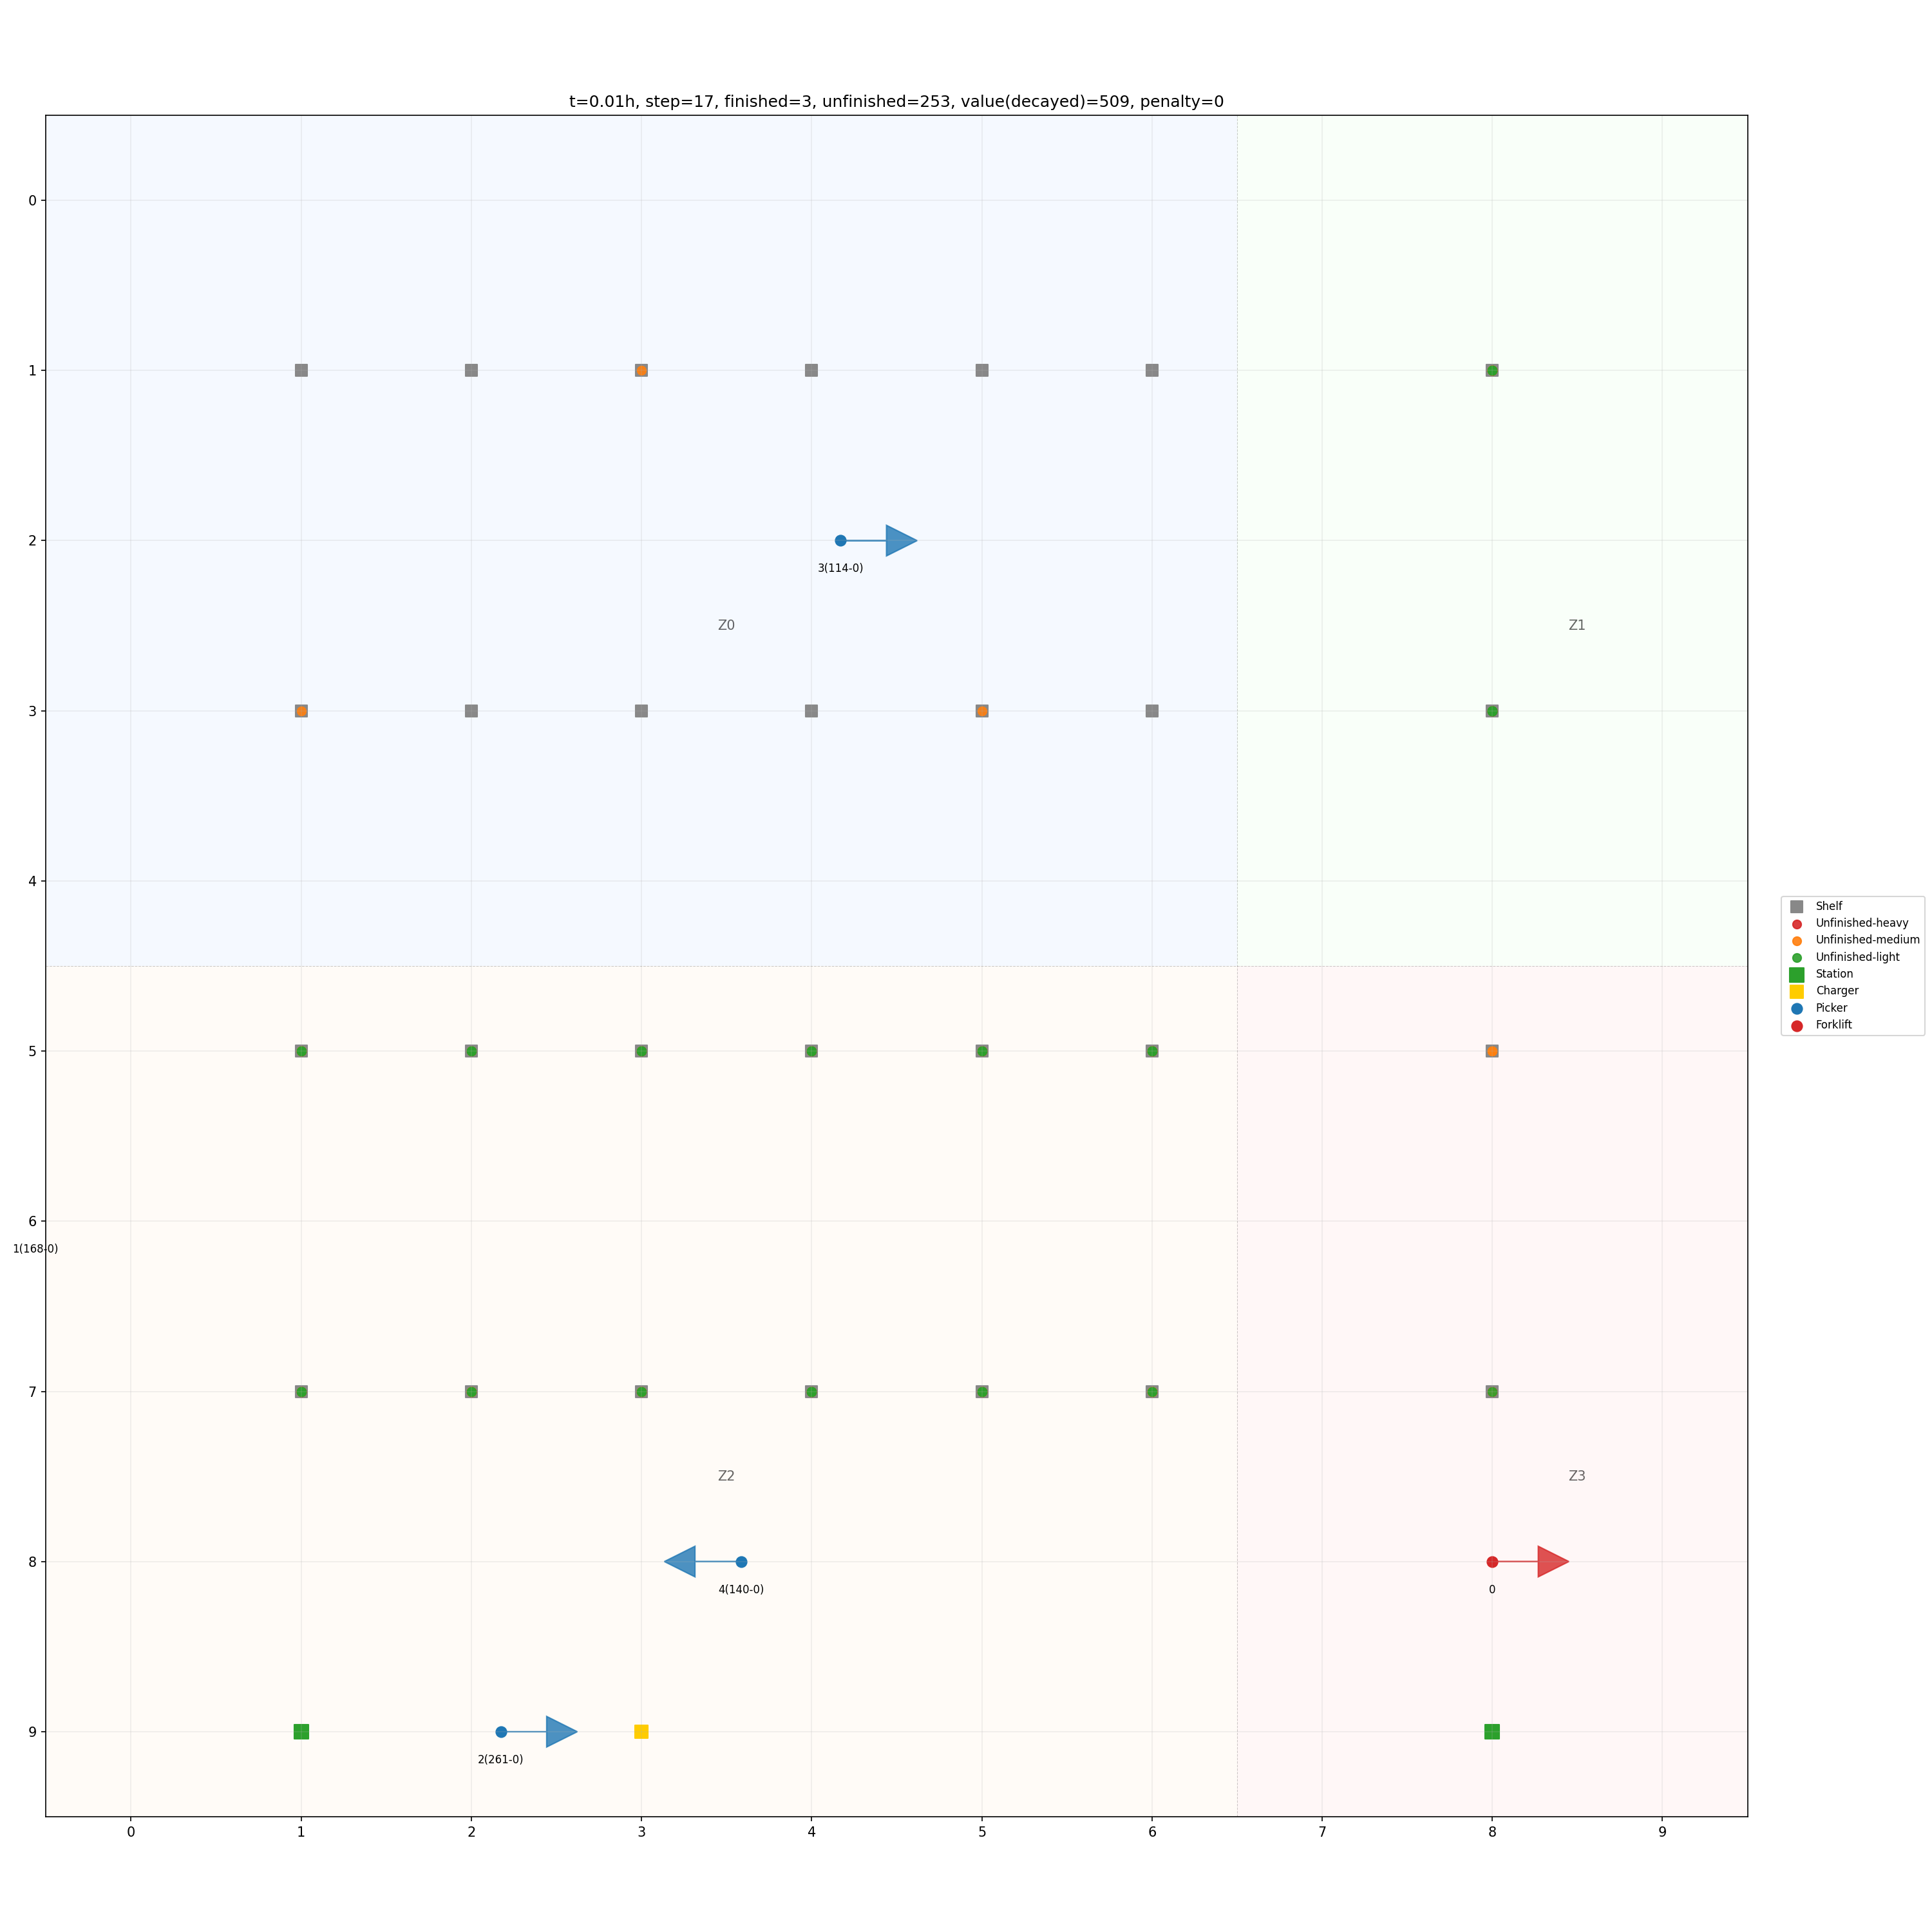 t=0.01h, step=17, finished=3, unfinished=253, value(decayed)=509, penalty=0
0
1
2
3(114-0)
Z0
Z1
3
4
Shelf
Unfinished-heavy
Unfinished-medium
Unfinished-light
Station
Charger
Picker
Forklift
5
6
1(168-0)
7
Z2
Z3
8
4(140-0)
0
9
2(261-0)
0 1 2 3 4 5 6 7 8 9